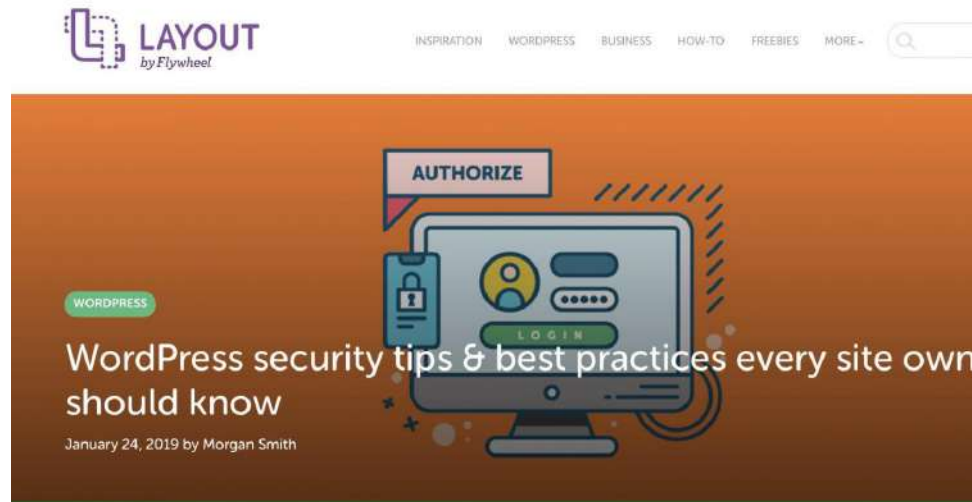 LAYOUT
by Flywheel
INSPIRATION WORDPRESS BUSINESS HOW-TO FREEBIES MORE
AUTHORIZE
LOGIN
WORDPRESS
WordPress security tips & best practices every site own
should know
January 24, 2019 by Morgan Smith